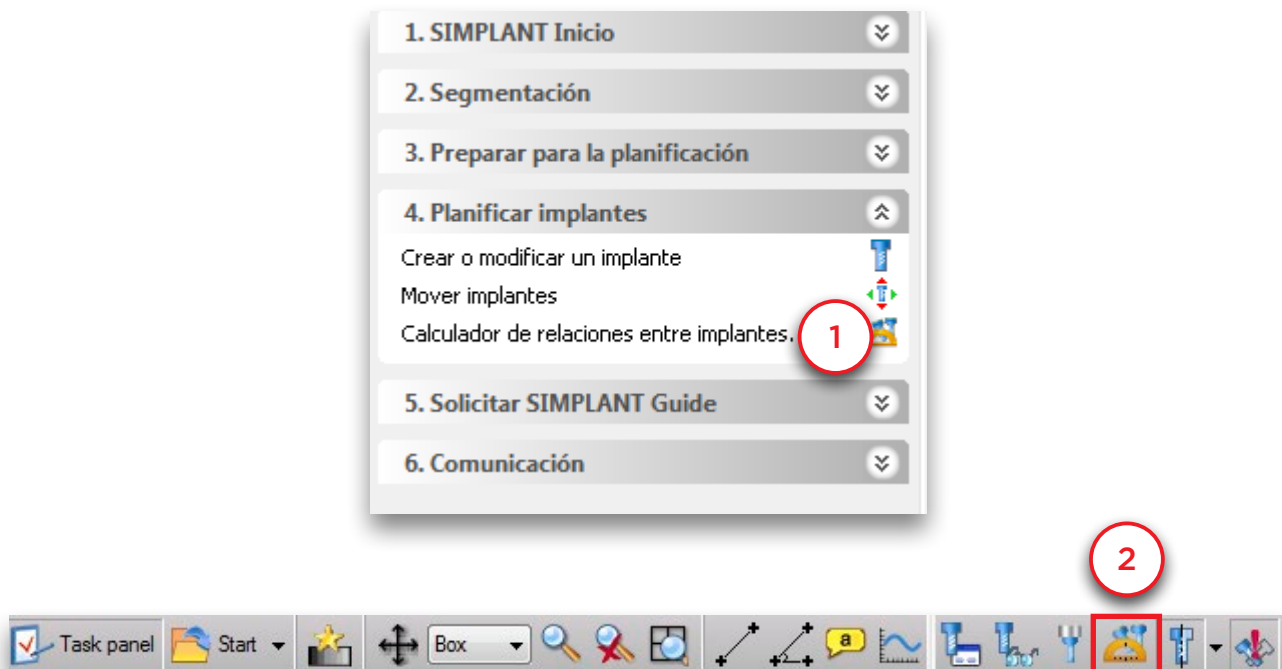 1. SIMPLANT Inicio
2. Segmentación
3. Preparar para la planificación
4. Planificar implantes
Crear o modificar un implante
Mover implantes
Calculador de relaciones entre implantes.
1
5. Solicitar SIMPLANT Guide
6. Comunicación
2
Task panel Start Box a